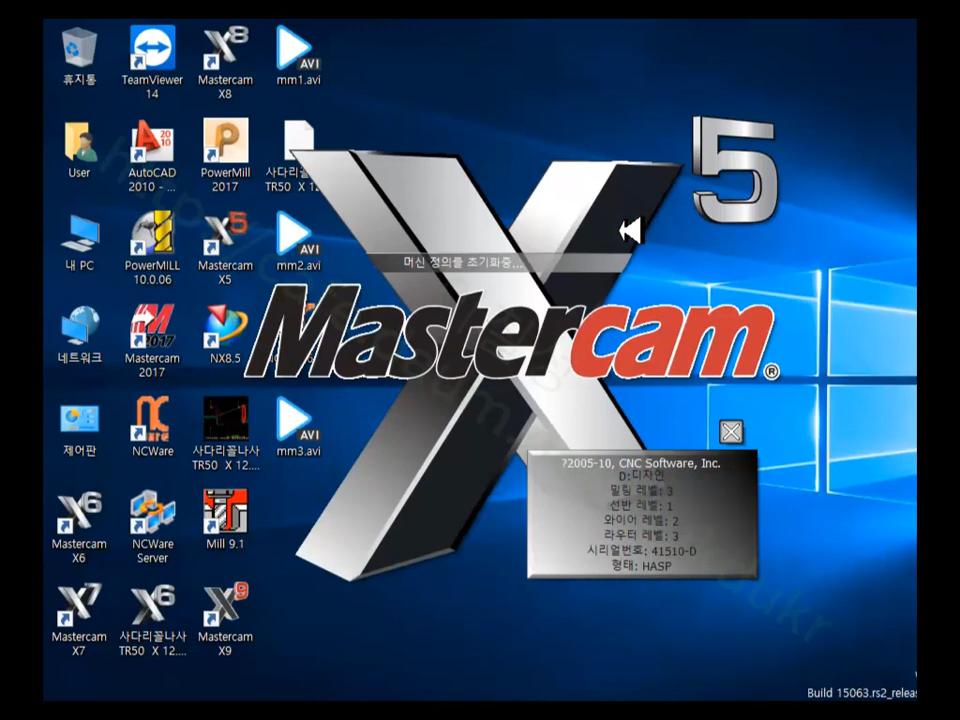 휴지통
TeamViewer
14
Mastercam
X8
mm1.avi
User
AutoCAD
2010 - ...
PowerMill
2017
사다리꼴
TR50 X 12
내 PC
PowerMILL
10.0.06
Mastercam
X5
mm2.avi
네트워크
Mastercam
2017
NX8.5
제어판
NCWare
사다리꼴나사
TR50 X 12....
mm3.avi
Mastercam
X6
NCWare
Server
Mill 9.1
Mastercam
X7
사다리꼴나사
TR50 X 12....
Mastercam
X9
X5
머신 정의를 초기화중...
Mastercam®
?2005-10, CNC Software, Inc.
D:디자인
밀링 레벨: 3
선반 레벨: 1
와이어 레벨: 2
라우터 레벨: 3
시리얼번호: 41510-D
형태: HASP
Build 15063.rs2_relea